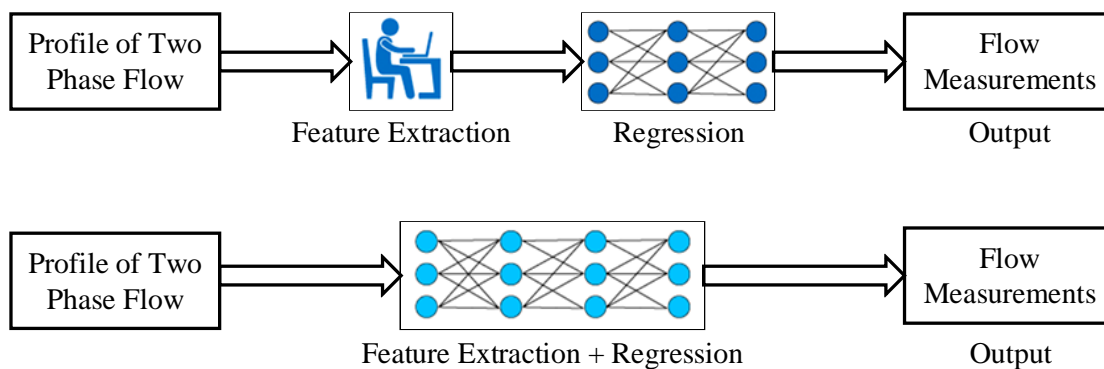 Profile of Two
Phase Flow
Feature Extraction
Regression
Flow
Measurements
Output
Profile of Two
Phase Flow
Feature Extraction + Regression
Flow
Measurements
Output